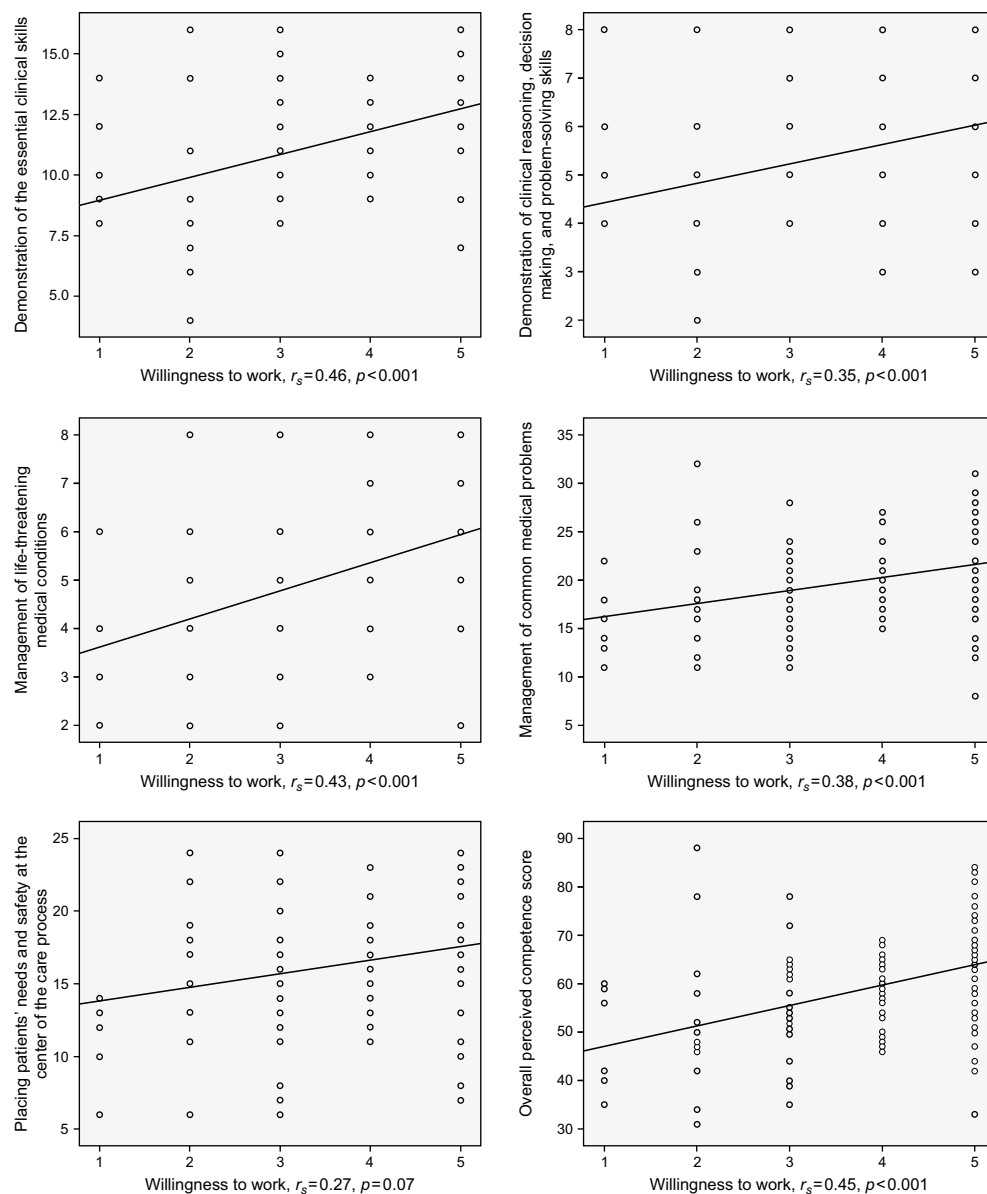 Demonstration of the essential clinical skills
15.0
12.5
10.0
7.5
5.0
1 2 3 4 5
Willingness to work, rs=0.46, p<0.001
Demonstration of clinical reasoning, decision
making, and problem-solving skills
8
7
6
5
4
3
2
1 2 3 4 5
Willingness to work, rs=0.35, p<0.001
Management of life-threatening
medical conditions
8
7
6
5
4
3
2
1 2 3 4 5
Willingness to work, rs=0.43, p<0.001
Management of common medical problems
35
30
25
20
15
10
5
1 2 3 4 5
Willingness to work, rs=0.38, p<0.001
Placing patients' needs and safety at the
center of the care process
25
20
15
10
5
1 2 3 4 5
Willingness to work, rs=0.27, p=0.07
Overall perceived competence score
90
80
70
60
50
40
30
1 2 3 4 5
Willingness to work, rs=0.45, p<0.001